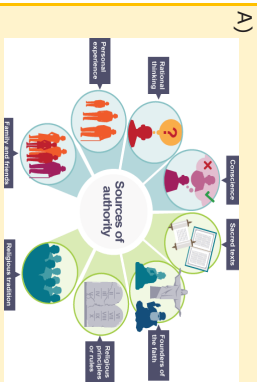 A)
Conscience
Sacred texts
Rational
thinking
Founders of
the faith
Personal
experience
Sources of
authority
Religious
principles
or rules
Family and friends
Religious tradition